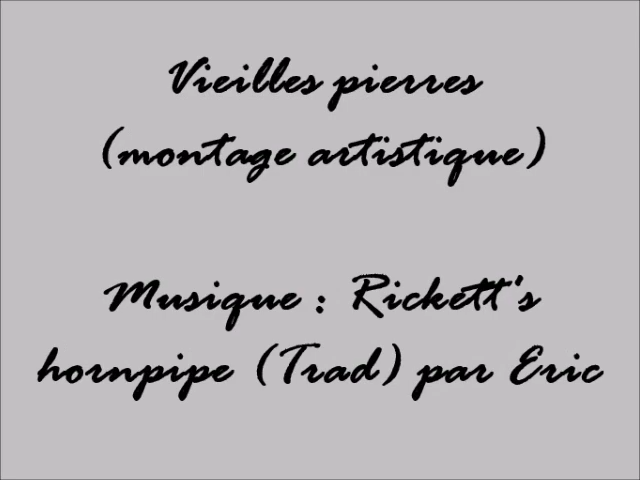 Vieilles pierres
(montage artistique)
Musique : Rickett's
hornpipe (Trad) par Eric